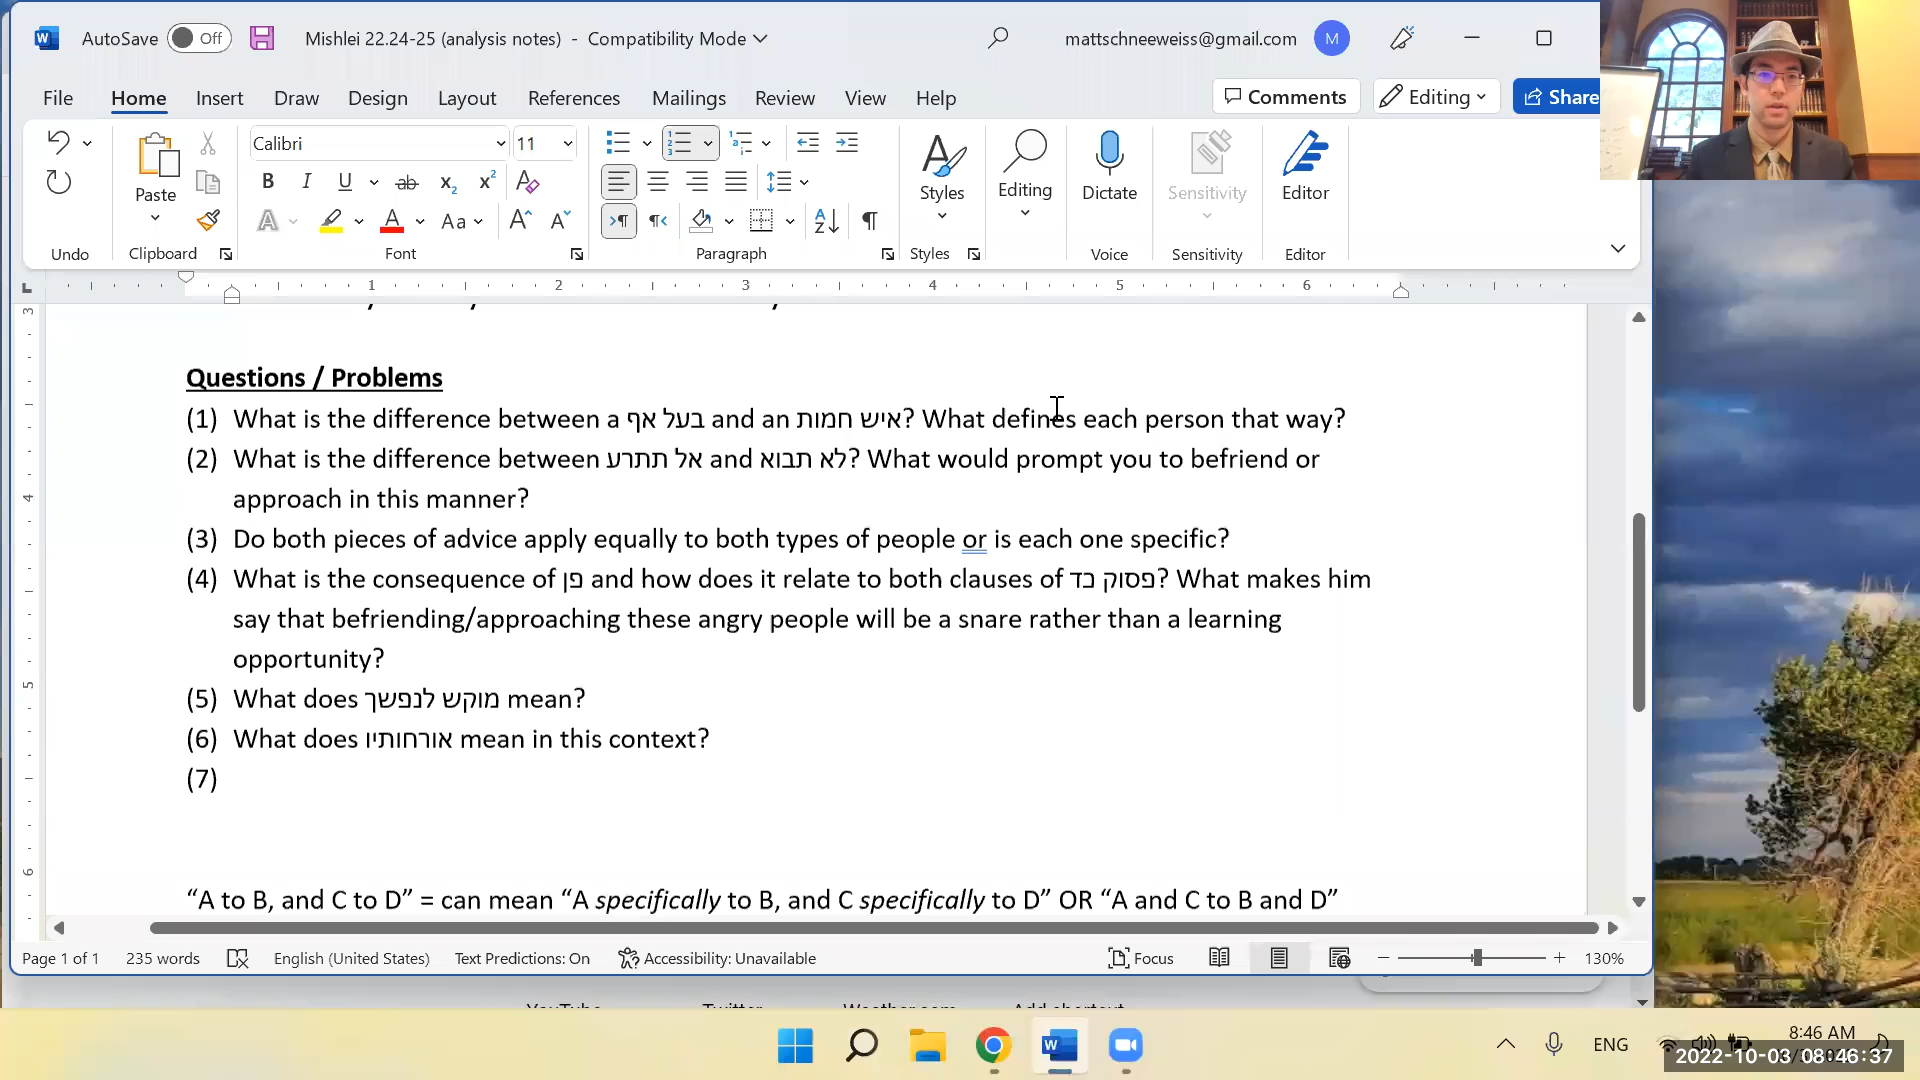 AutoSave Off Mishlei 22.24-25 (analysis notes) - Compatibility Mode mattschneeweiss@gmail.com M
File Home Insert Draw Design Layout References Mailings Review View Help Comments Editing Share
Calibri 11
Paste Styles Editing Dictate Sensitivity Editor
Undo Clipboard Font Paragraph Styles Voice Sensitivity Editor
1 2 3 4 5 6
Questions / Problems
(1) What is the difference between a בעל אף and an איש חמות? What defines each person that way?
(2) What is the difference between אל תתרע and לא תבוא? What would prompt you to befriend or
approach in this manner?
(3) Do both pieces of advice apply equally to both types of people or is each one specific?
(4) What is the consequence of פן and how does it relate to both clauses of פסוק כד? What makes him
say that befriending/approaching these angry people will be a snare rather than a learning
opportunity?
(5) What does מוקש לנפשך mean?
(6) What does אורחותיו mean in this context?
(7)
“A to B, and C to D” = can mean “A specifically to B, and C specifically to D” OR “A and C to B and D”
Page 1 of 1 235 words English (United States) Text Predictions: On Accessibility: Unavailable Focus 130%
ENG 8:46 AM
2022-10-03 08:46:37